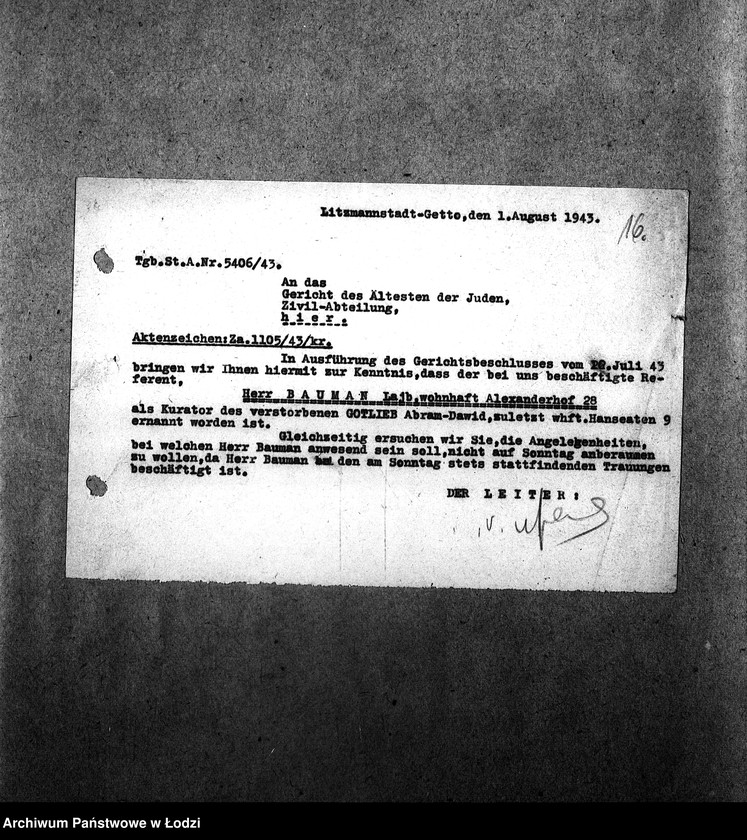 Litzmannstadt-Getto,den 1.August 1943.
16.
Tgb.St.A.Nr.5406/43.
An das
Gericht des Ältesten der Juden,
Zivil-Abteilung,
h i e r .
Aktenzeichen:Za.1105/43/kr.
In Ausführung des Gerichtsbeschlusses vom .Juli 43
bringen wir Ihnen hiermit zur Kenntnis,dass der bei uns beschäftigte Re-
ferent,
Herr B A U M A N Lajb,wohnhaft Alexanderhof 28
als Kurator des verstorbenen GOTLIEB Abram-Dawid,zuletzt whft.Hanseaten 9
ernannt worden ist.
Gleichzeitig ersuchen wir Sie,die Angelegenheiten,
bei welchen Herr Bauman anwesend sein soll,nicht auf Sonntag anberaumen
zu wollen,da Herr Bauman bei den am Sonntag stets stattfindenden Trauungen
beschäftigt ist.
DER L E I T E R :
Archiwum Państwowe w Łodzi